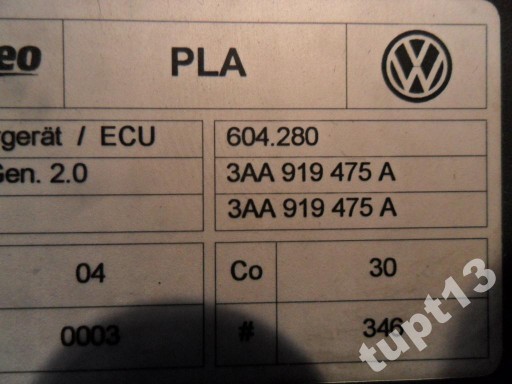 eo PLA
rgerät / ECU 604.280
Gen. 2.0 3AA 919 475 A
3AA 919 475 A
04 Co 30
0003 # 346
tupt13